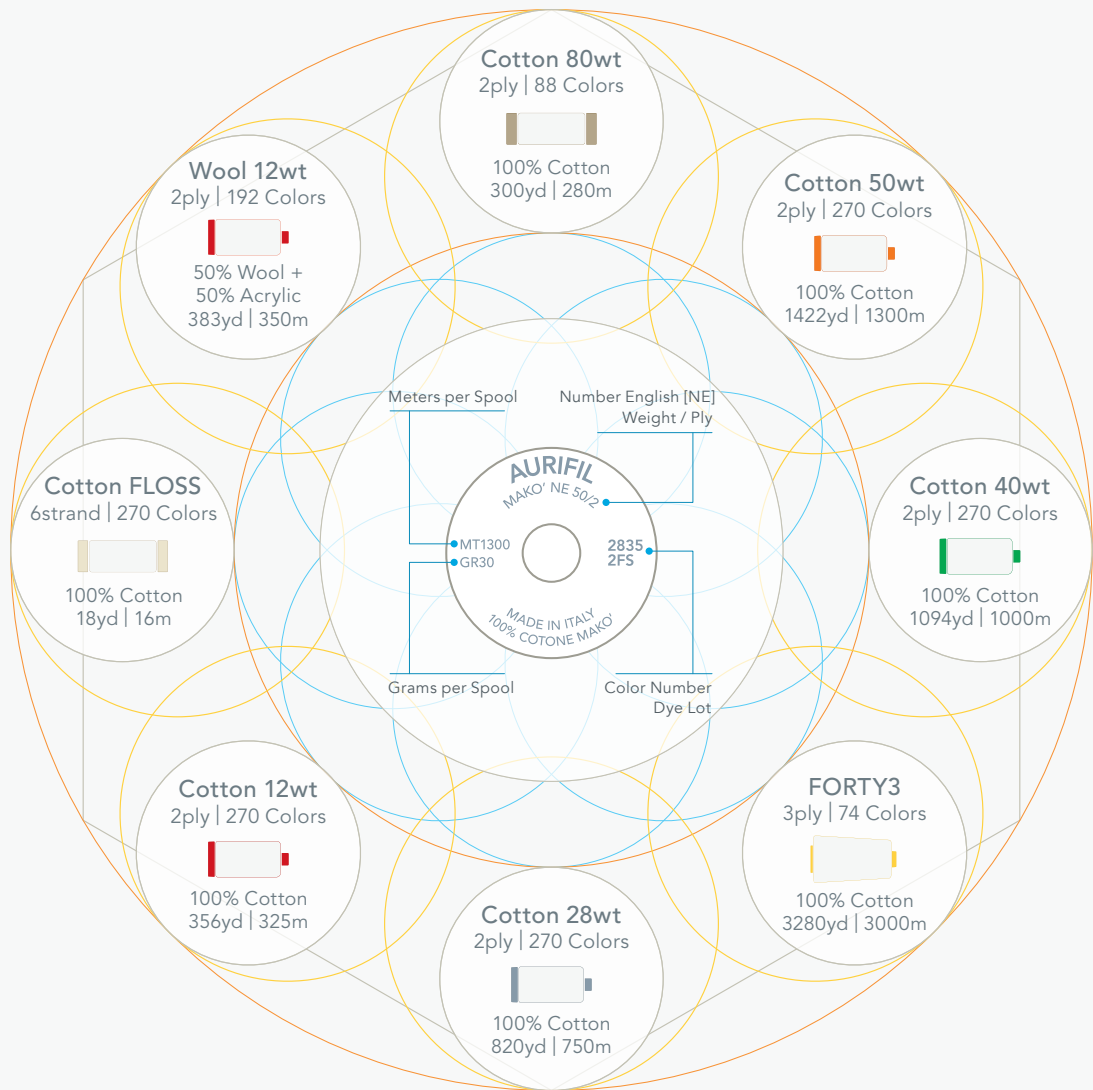 Cotton 80wt
2ply | 88 Colors
100% Cotton
300yd | 280m
Wool 12wt
2ply | 192 Colors
50% Wool +
50% Acrylic
383yd | 350m
Cotton 50wt
2ply | 270 Colors
100% Cotton
1422yd | 1300m
Meters per Spool
Number English [NE]
Weight / Ply
AURIFIL
MAKO' NE 50/2
MT1300
GR30
2835
2FS
MADE IN ITALY
100% COTONE MAKO'
Grams per Spool
Color Number
Dye Lot
Cotton FLOSS
6strand | 270 Colors
100% Cotton
18yd | 16m
Cotton 40wt
2ply | 270 Colors
100% Cotton
1094yd | 1000m
Cotton 12wt
2ply | 270 Colors
100% Cotton
356yd | 325m
FORTY3
3ply | 74 Colors
100% Cotton
3280yd | 3000m
Cotton 28wt
2ply | 270 Colors
100% Cotton
820yd | 750m